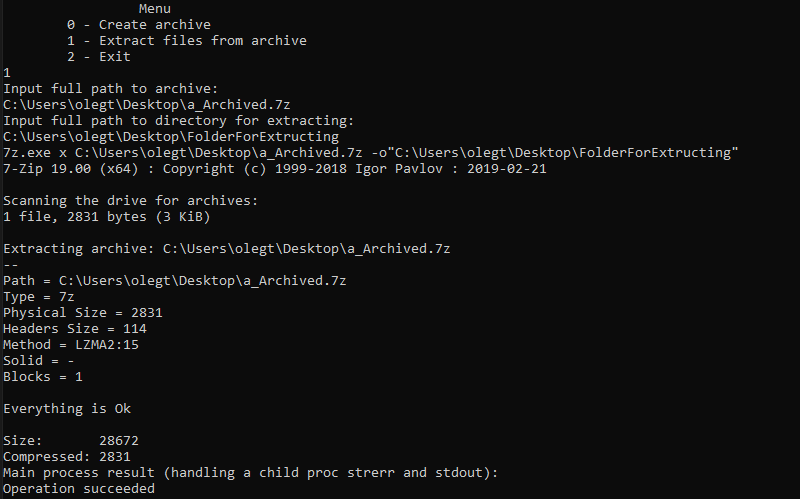 Menu
0 - Create archive
1 - Extract files from archive
2 - Exit
1
Input full path to archive:
C:\Users\olegt\Desktop\a_Archived.7z
Input full path to directory for extracting:
C:\Users\olegt\Desktop\FolderForExtructing
7z.exe x C:\Users\olegt\Desktop\a_Archived.7z -o"C:\Users\olegt\Desktop\FolderForExtructing"
7-Zip 19.00 (x64) : Copyright (c) 1999-2018 Igor Pavlov : 2019-02-21
Scanning the drive for archives:
1 file, 2831 bytes (3 KiB)
Extracting archive: C:\Users\olegt\Desktop\a_Archived.7z
--
Path = C:\Users\olegt\Desktop\a_Archived.7z
Type = 7z
Physical Size = 2831
Headers Size = 114
Method = LZMA2:15
Solid = -
Blocks = 1
Everything is Ok
Size:       28672
Compressed: 2831
Main process result (handling a child proc strerr and stdout):
Operation succeeded